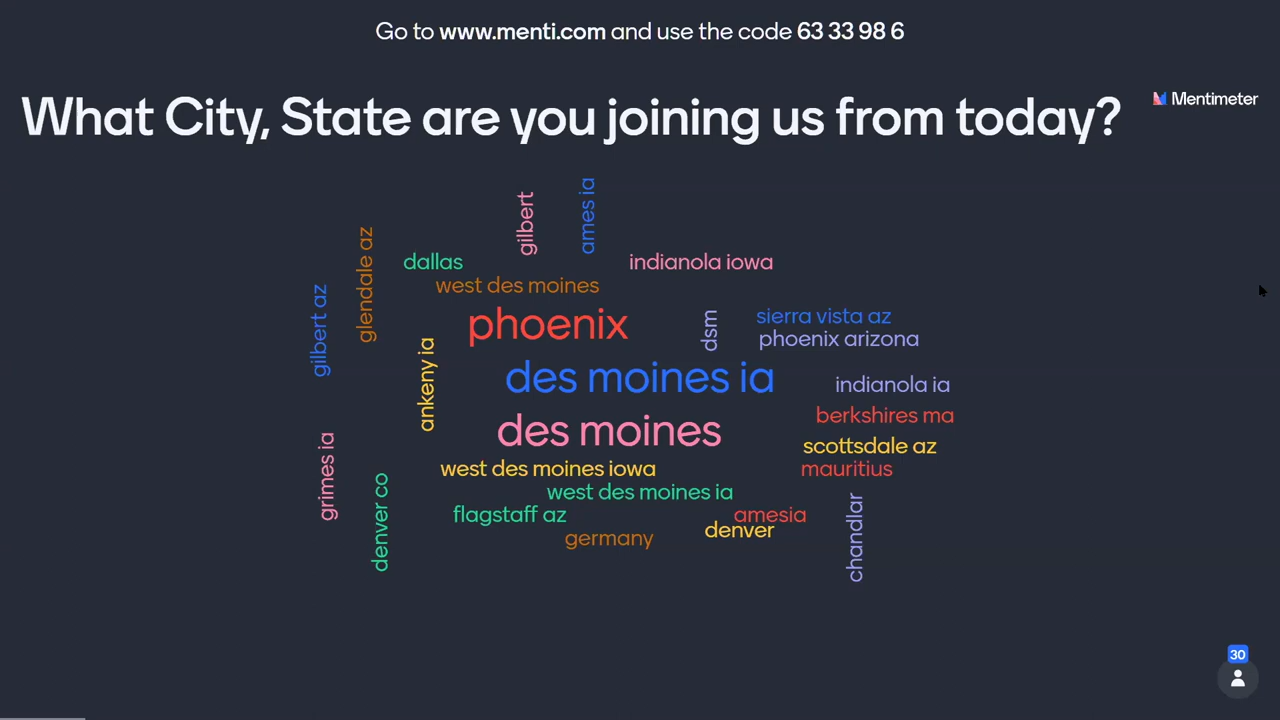 Go to www.menti.com and use the code 63 33 98 6
What City, State are you joining us from today?
Mentimeter
gilbert
ames ia
glendale az
dallas
indianola iowa
west des moines
gilbert az
phoenix
dsm
sierra vista az
phoenix arizona
ankeny ia
des moines ia
indianola ia
berkshires ma
des moines
scottsdale az
grimes ia
west des moines iowa
mauritius
denver co
west des moines ia
flagstaff az
amesia
denver
chandlar
germany
30